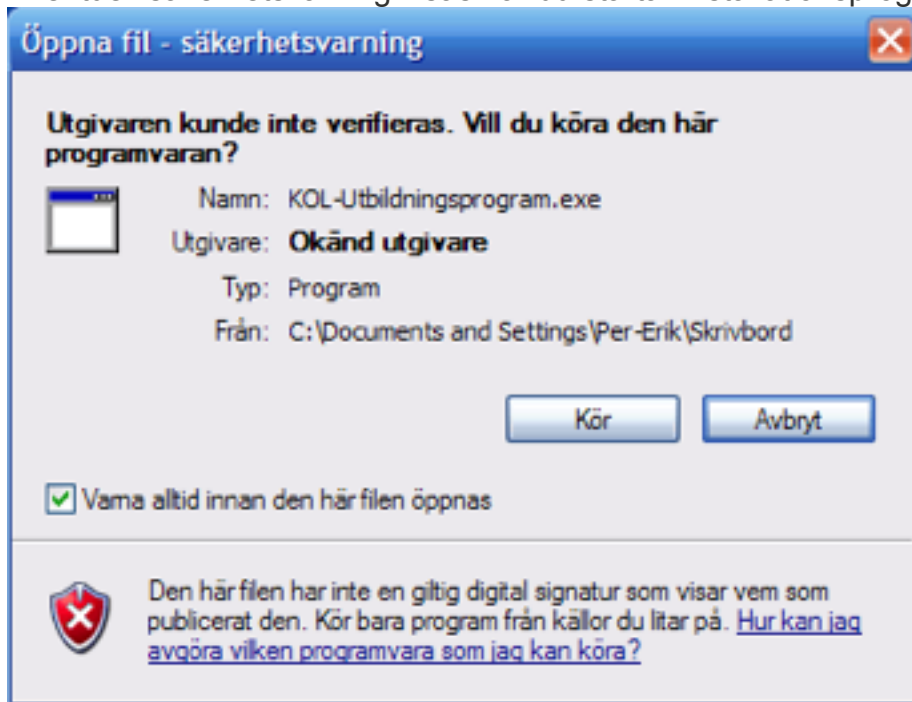 Öppna fil - säkerhetsvarning
Utgivaren kunde inte verifieras. Vill du köra den här
programvaran?
Namn: KOL-Utbildningsprogram.exe
Utgivare: Okänd utgivare
Typ: Program
Från: C:\Documents and Settings\Per-Erik\Skrivbord
Kör Avbryt
Varna alltid innan den här filen öppnas
Den här filen har inte en giltig digital signatur som visar vem som
publicerat den. Kör bara program från källor du litar på. Hur kan jag
avgöra vilken programvara som jag kan köra?